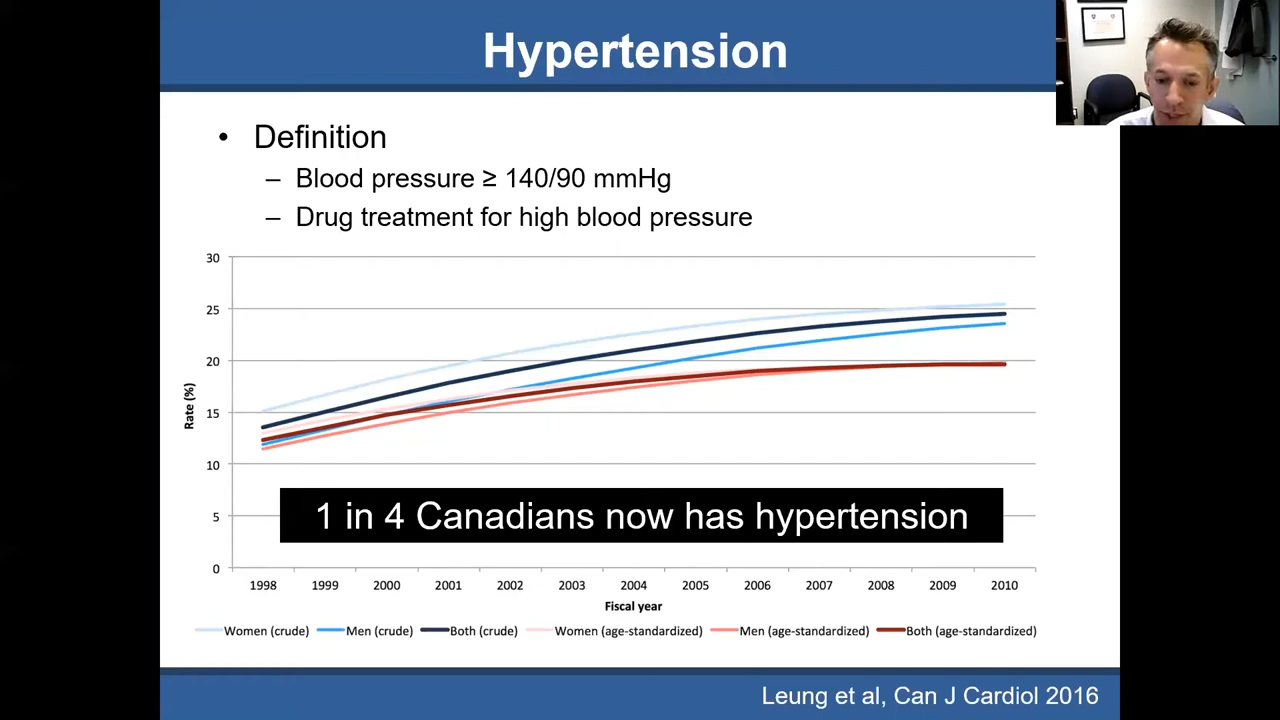 Hypertension
• Definition
– Blood pressure ≥ 140/90 mmHg
– Drug treatment for high blood pressure
30
25
20
15
10
5
0
Rate (%)
1 in 4 Canadians now has hypertension
1998 1999 2000 2001 2002 2003 2004 2005 2006 2007 2008 2009 2010
Fiscal year
Women (crude) Men (crude) Both (crude) Women (age-standardized) Men (age-standardized) Both (age-standardized)
Leung et al, Can J Cardiol 2016